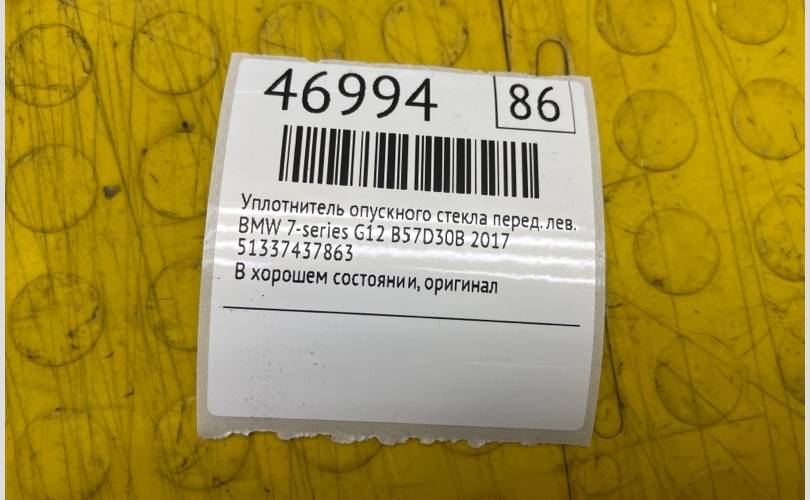 46994
86
Уплотнитель опускного стекла перед. лев.
BMW 7-series G12 B57D30B 2017
51337437863
В хорошем состоянии, оригинал